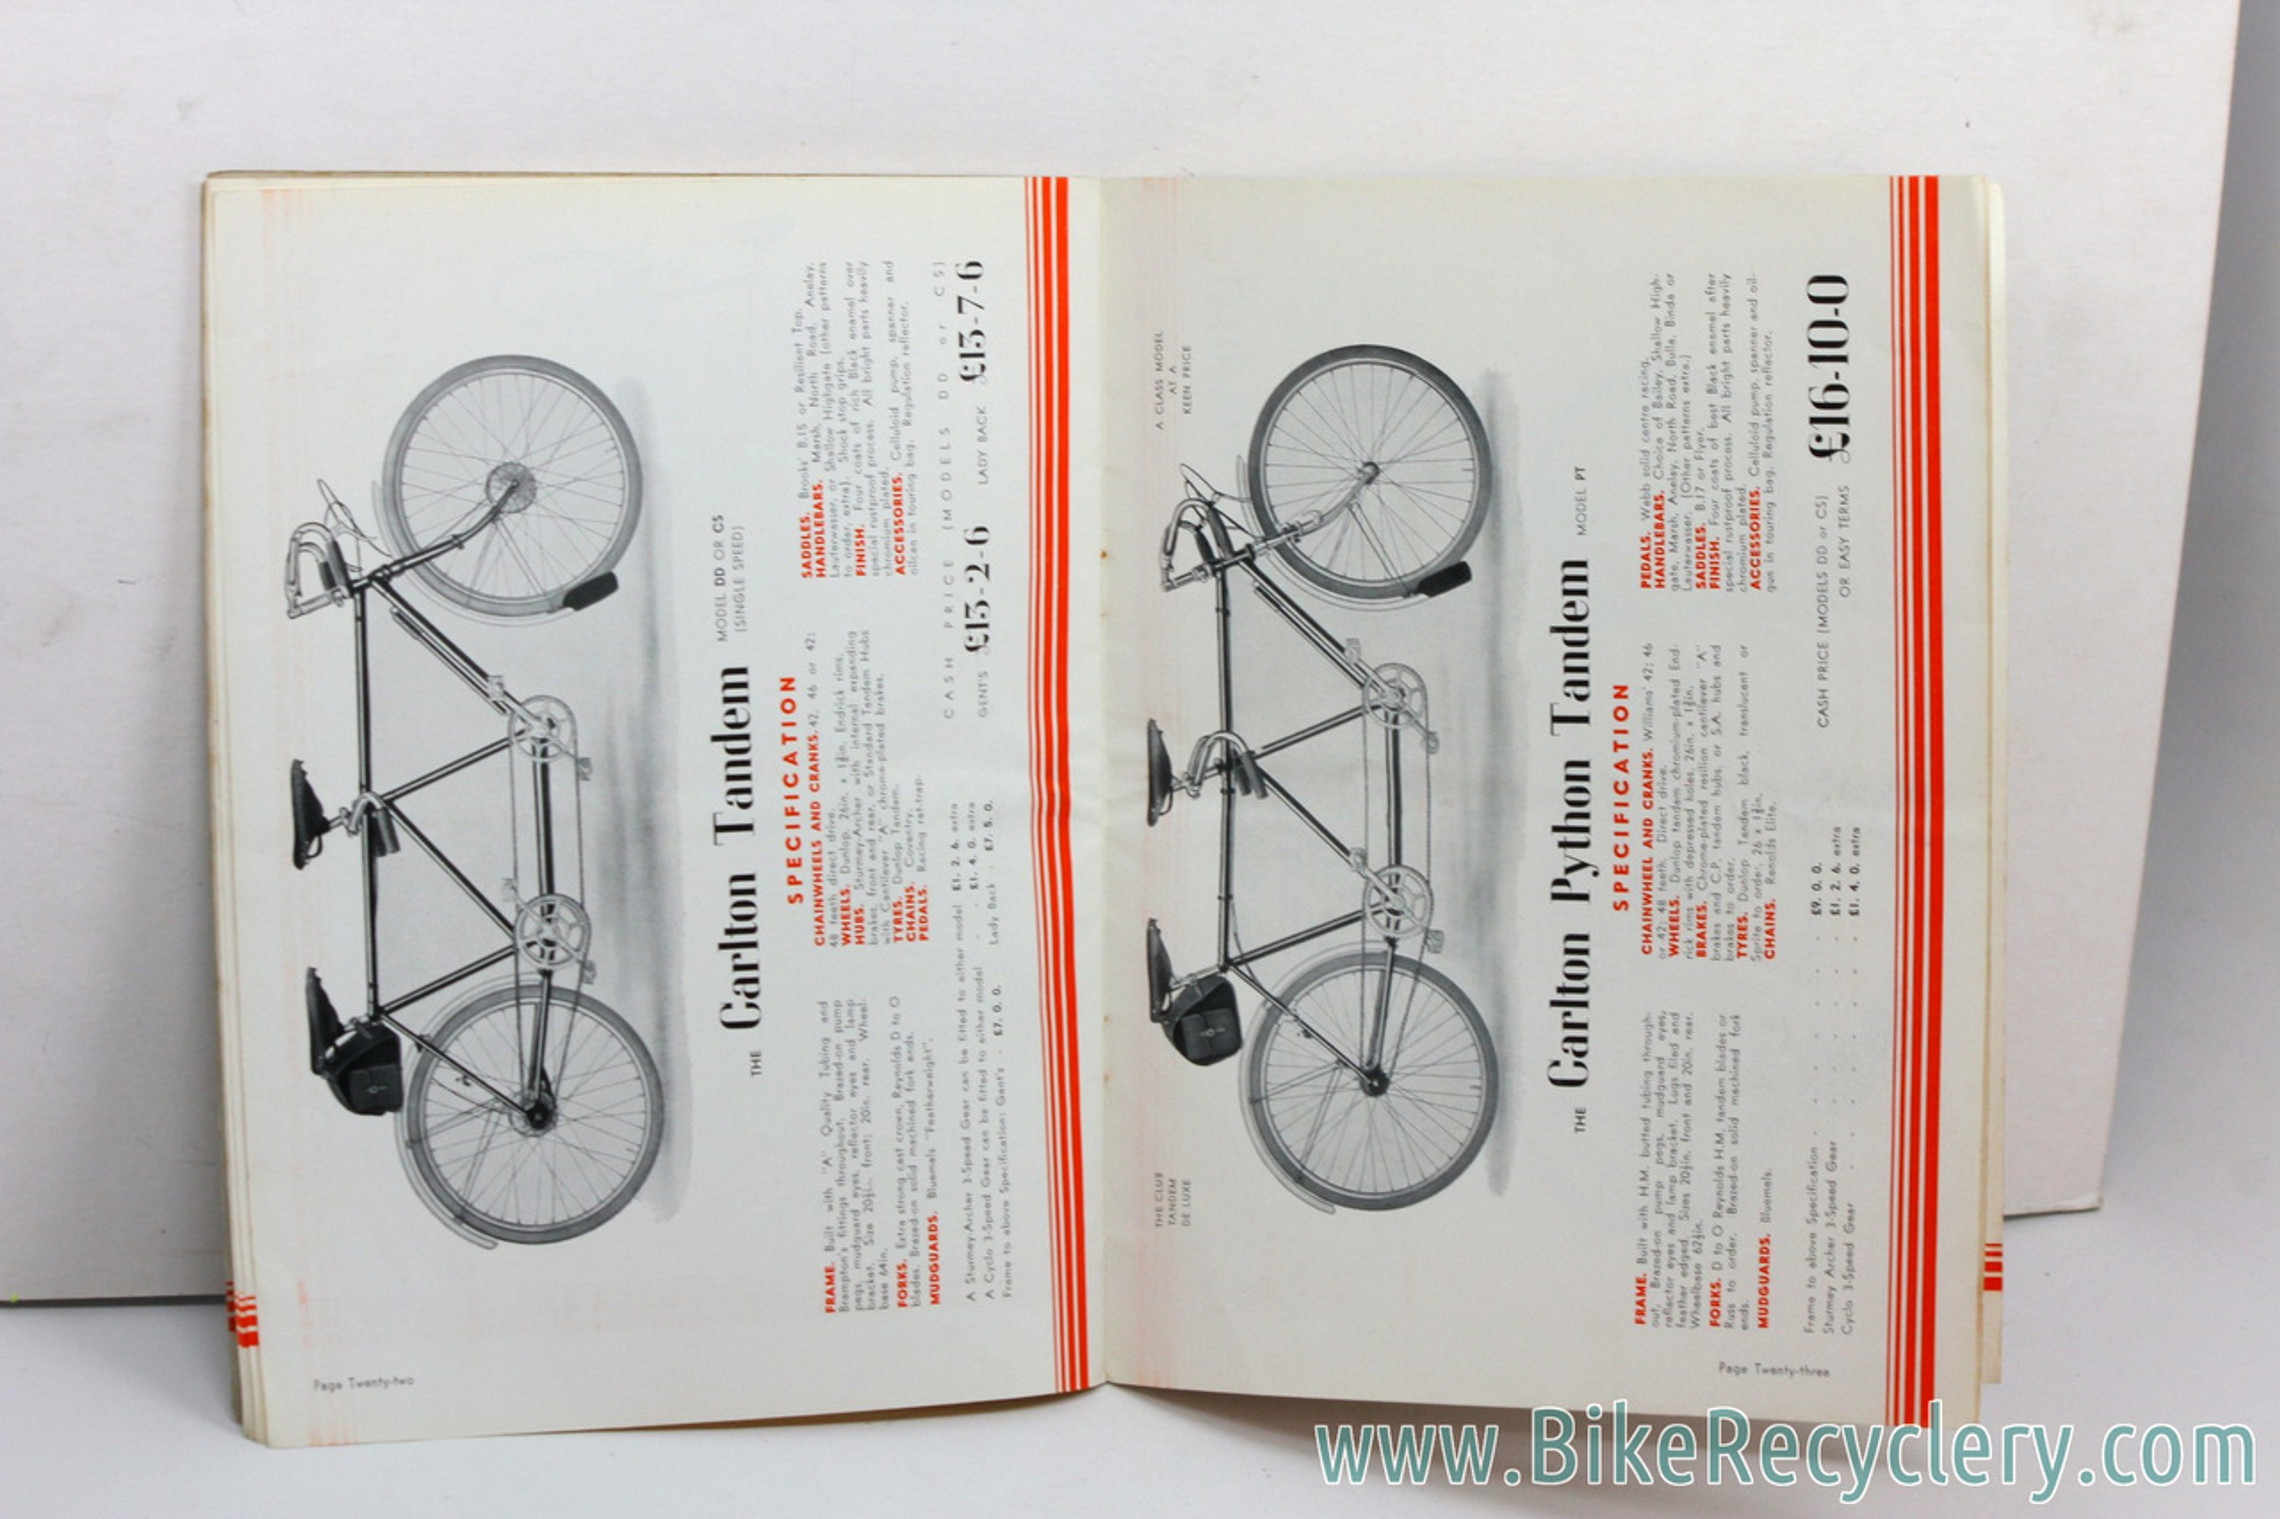 THE Carlton Tandem MODEL DD OR CS
(SINGLE SPEED)
SPECIFICATION
FRAME. Built with "A" Quality Tubing and
Brampton's fittings throughout. Brazed-on pump
pegs, mudguard eyes, reflector eyes and lamp
bracket. Size 20½in. front; 20in. rear. Wheel-
base 64in.
FORKS. Extra strong cast crown, Reynolds D to O
blades. Brazed-on solid machined fork ends.
MUDGUARDS. Bluemels "Featherweight".
CHAINWHEELS AND CRANKS. 42, 46 or 42:
48 teeth direct drive.
WHEELS. Dunlop, 26in. x 1⅜in. Endrick rims.
HUBS. Sturmey-Archer with internal expanding
brakes, front and rear, or Standard Tandem Hubs
with Cantilever "A" chrome-plated brakes.
TYRES. Dunlop Tandem.
CHAINS. Coventry.
PEDALS. Racing rat-trap.
SADDLES. Brooks' B.15 or Resilient Top.
HANDLEBARS. Marsh, North Road, Anelay,
Lauterwasser, or Shallow Highgate (other patterns
to order, extra). Shock stop grips.
FINISH. Four coats of rich Black enamel over
special rustproof process. All bright parts heavily
chromium plated.
ACCESSORIES. Celluloid pump, spanner and
oilcan in touring bag. Regulation reflector.
A Sturmey-Archer 3-Speed Gear can be fitted to either model £1. 2. 6. extra
A Cyclo 3-Speed Gear can be fitted to either model - £1. 4. 0. extra
Frame to above Specification: Gent's - £7. 0. 0. Lady Back - £7. 5. 0.
CASH PRICE (MODELS DD or CS)
GENTS £13-2-6 LADY BACK £13-7-6
Page Twenty-two
THE CLUB
TANDEM
DE LUXE
A CLASS MODEL
AT A
KEEN PRICE
THE Carlton Python Tandem MODEL PT
SPECIFICATION
FRAME. Built with H.M. butted tubing through-
out. Brazed-on pump pegs, mudguard eyes,
reflector eyes and lamp bracket. Lugs filed and
feather edged. Sizes 20½in. front and 20in. rear.
Wheelbase 62½in.
FORKS. D to O Reynolds H.M. tandem blades or
Russ to order. Brazed-on solid machined fork
ends.
MUDGUARDS. Bluemels.
CHAINWHEEL AND CRANKS. Williams' 42: 46
or 42: 48 teeth. Direct drive.
WHEELS. Dunlop tandem chromium-plated End-
rick rims with depressed holes, 26in. x 1⅜in.
BRAKES. Chrome-plated resilion cantilever "A"
brakes and C.P. tandem hubs, or S.A. hubs and
brakes to order.
TYRES. Dunlop Tandem black, translucent or
Sprite to order; 26 x 1⅜in.
CHAINS. Renolds Elite.
PEDALS. Webb solid centre racing.
HANDLEBARS. Choice of Bailey, Shallow High-
gate, Marsh, Anelay, North Road, Bulla, Binda or
Lauterwasser. (Other patterns extra.)
SADDLES. B.17 or Flyer.
FINISH. Four coats of best Black enamel after
special rustproof process. All bright parts heavily
chromium plated.
ACCESSORIES. Celluloid pump, spanner and oil-
gun in touring bag. Regulation reflector.
Frame to above Specification - £9. 0. 0.
Sturmey Archer 3-Speed Gear - £1. 2. 6. extra
Cyclo 3-Speed Gear - £1. 4. 0. extra
CASH PRICE (MODELS DD or CS) £16-10-0
OR EASY TERMS
Page Twenty-three
www.BikeRecyclery.com